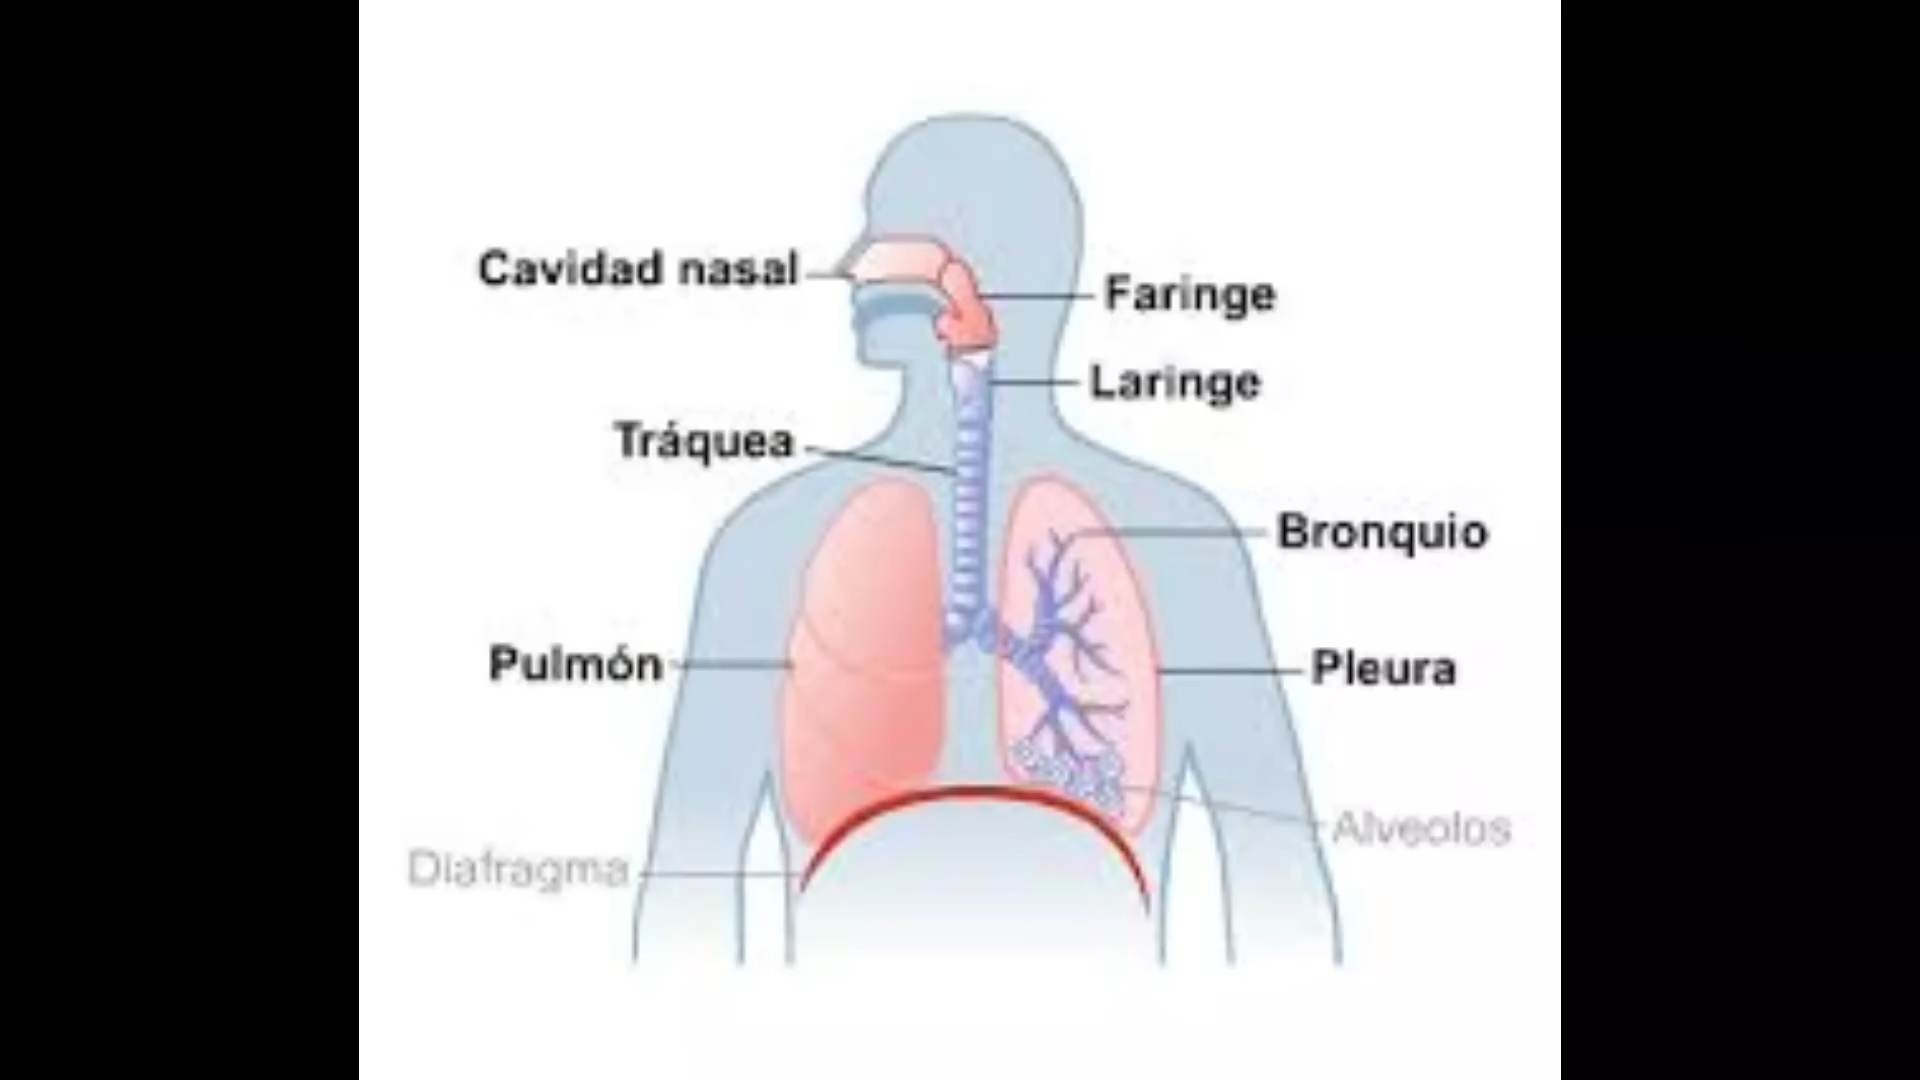 Cavidad nasal
Faringe
Laringe
Tráquea
Bronquio
Pulmón
Pleura
Alveolos
Diafragma